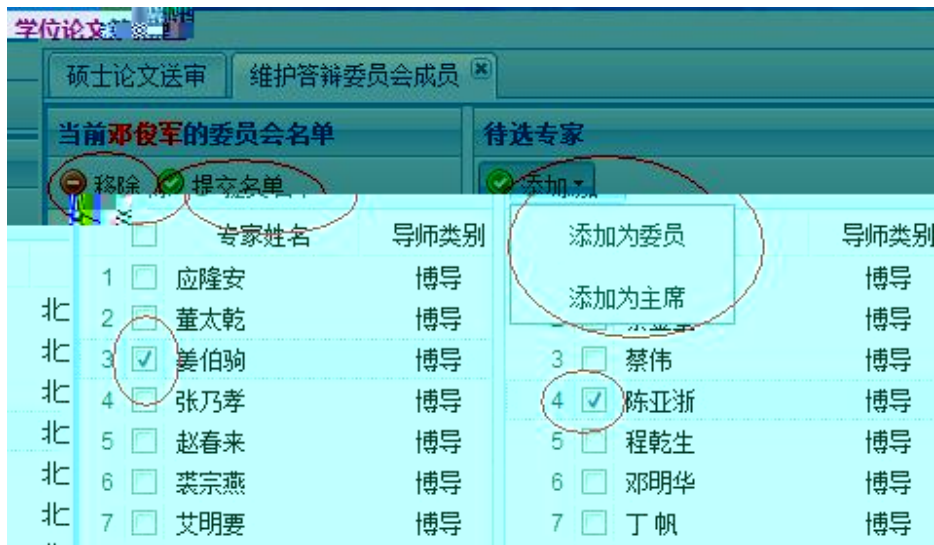 学位论文
硕士论文送审 维护答辩委员会成员
当前邓俊军的委员会名单 待选专家
移除 提交名单 添加
专家姓名 导师类别 添加为委员 导师类别
1 应隆安 博导 博导
添加为主席
北 2 董太乾 博导 博导
北 3 姜伯驹 博导 3 蔡伟 博导
北 4 张乃孝 博导 4 陈亚浙 博导
北 5 赵春来 博导 5 程乾生 博导
北 6 裘宗燕 博导 6 邓明华 博导
北 7 艾明要 博导 7 丁帆 博导